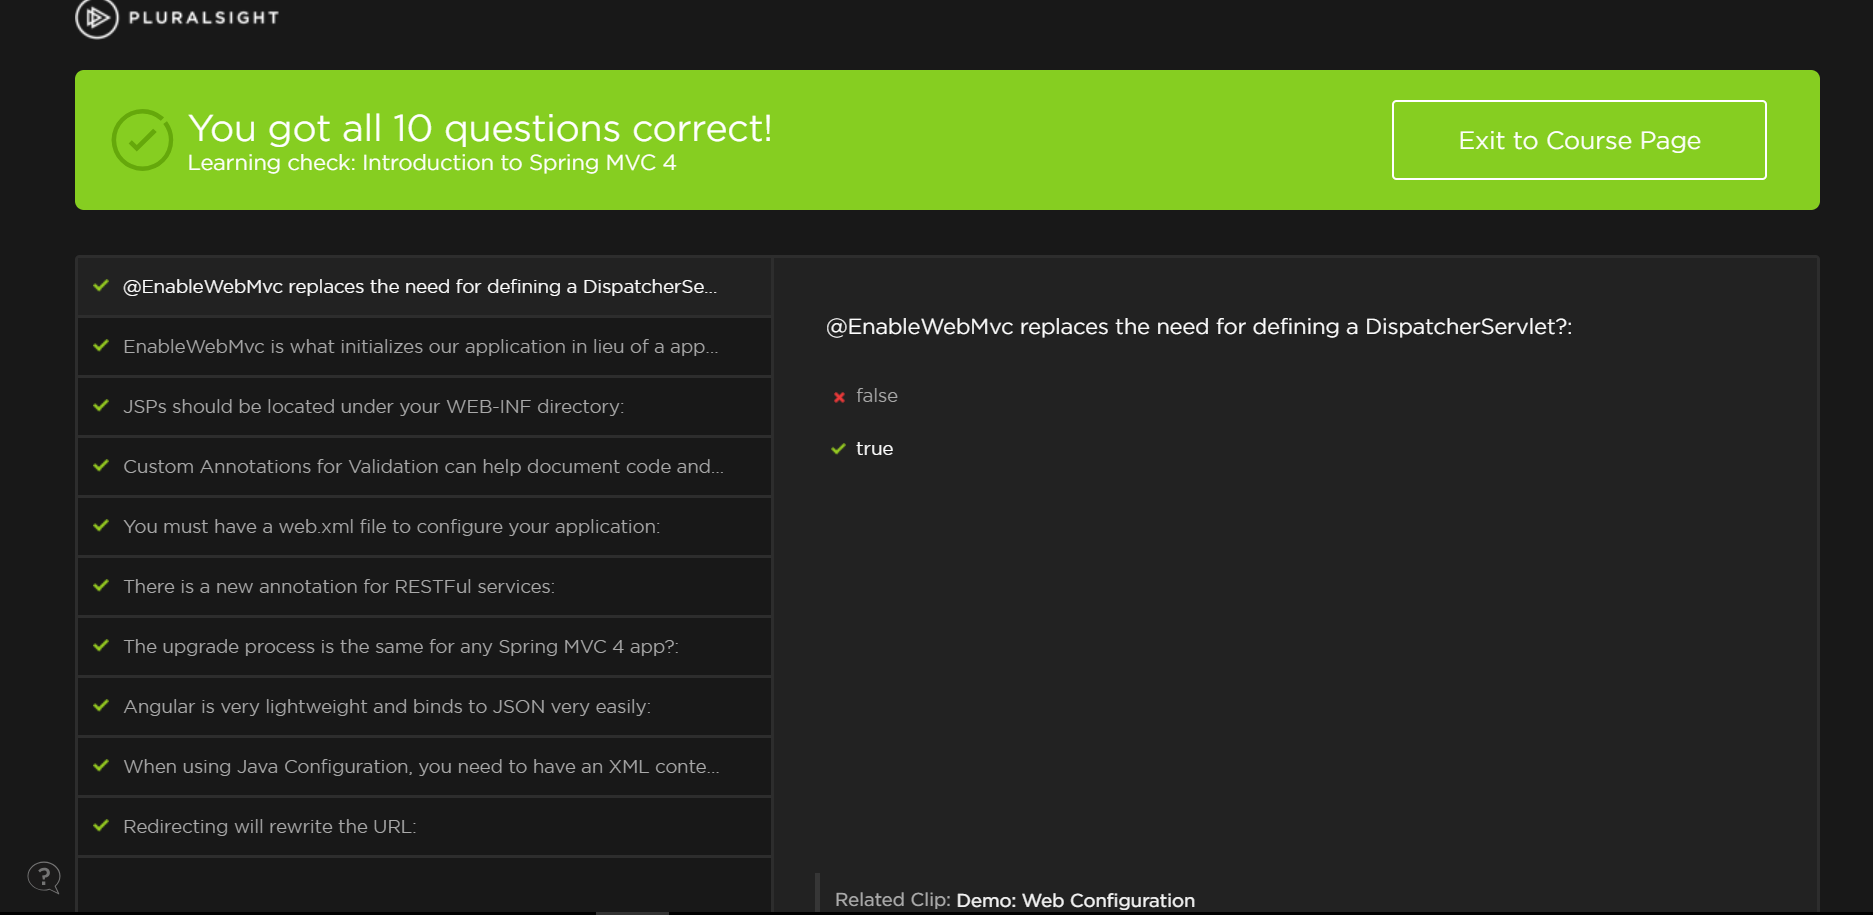 PLURALSIGHT
You got all 10 questions correct!
Learning check: Introduction to Spring MVC 4
Exit to Course Page
@EnableWebMvc replaces the need for defining a DispatcherSe...
EnableWebMvc is what initializes our application in lieu of a app...
JSPs should be located under your WEB-INF directory:
Custom Annotations for Validation can help document code and...
You must have a web.xml file to configure your application:
There is a new annotation for RESTFul services:
The upgrade process is the same for any Spring MVC 4 app?:
Angular is very lightweight and binds to JSON very easily:
When using Java Configuration, you need to have an XML conte...
Redirecting will rewrite the URL:
@EnableWebMvc replaces the need for defining a DispatcherServlet?:
false
true
Related Clip: Demo: Web Configuration
?